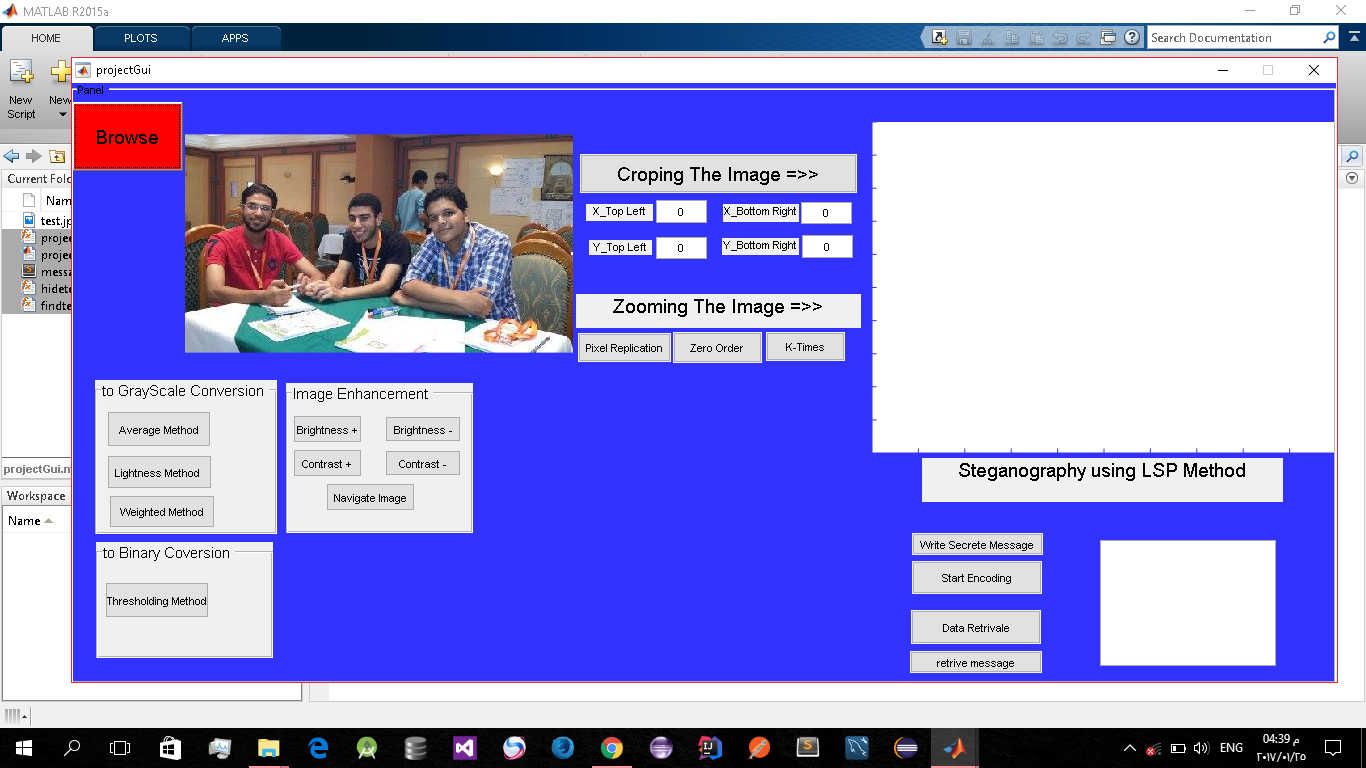 MATLAB R2015a
HOME
PLOTS
APPS
Search Documentation
New
Script
New
projectGui
Panel
Browse
Croping The Image =>>
X_Top Left
0
X_Bottom Right
0
Y_Top Left
0
Y_Bottom Right
0
Zooming The Image =>>
Pixel Replication
Zero Order
K-Times
Current Fold
Nam
test.jp
projec
projec
messa
hidete
findte
projectGui.m
Workspace
Name
to GrayScale Conversion
Average Method
Lightness Method
Weighted Method
Image Enhancement
Brightness +
Brightness -
Contrast +
Contrast -
Navigate Image
to Binary Coversion
Thresholding Method
Steganography using LSP Method
Write Secrete Message
Start Encoding
Data Retrivale
retrive message
ENG
04:39 م
٢٠١٧/٠١/٢٥